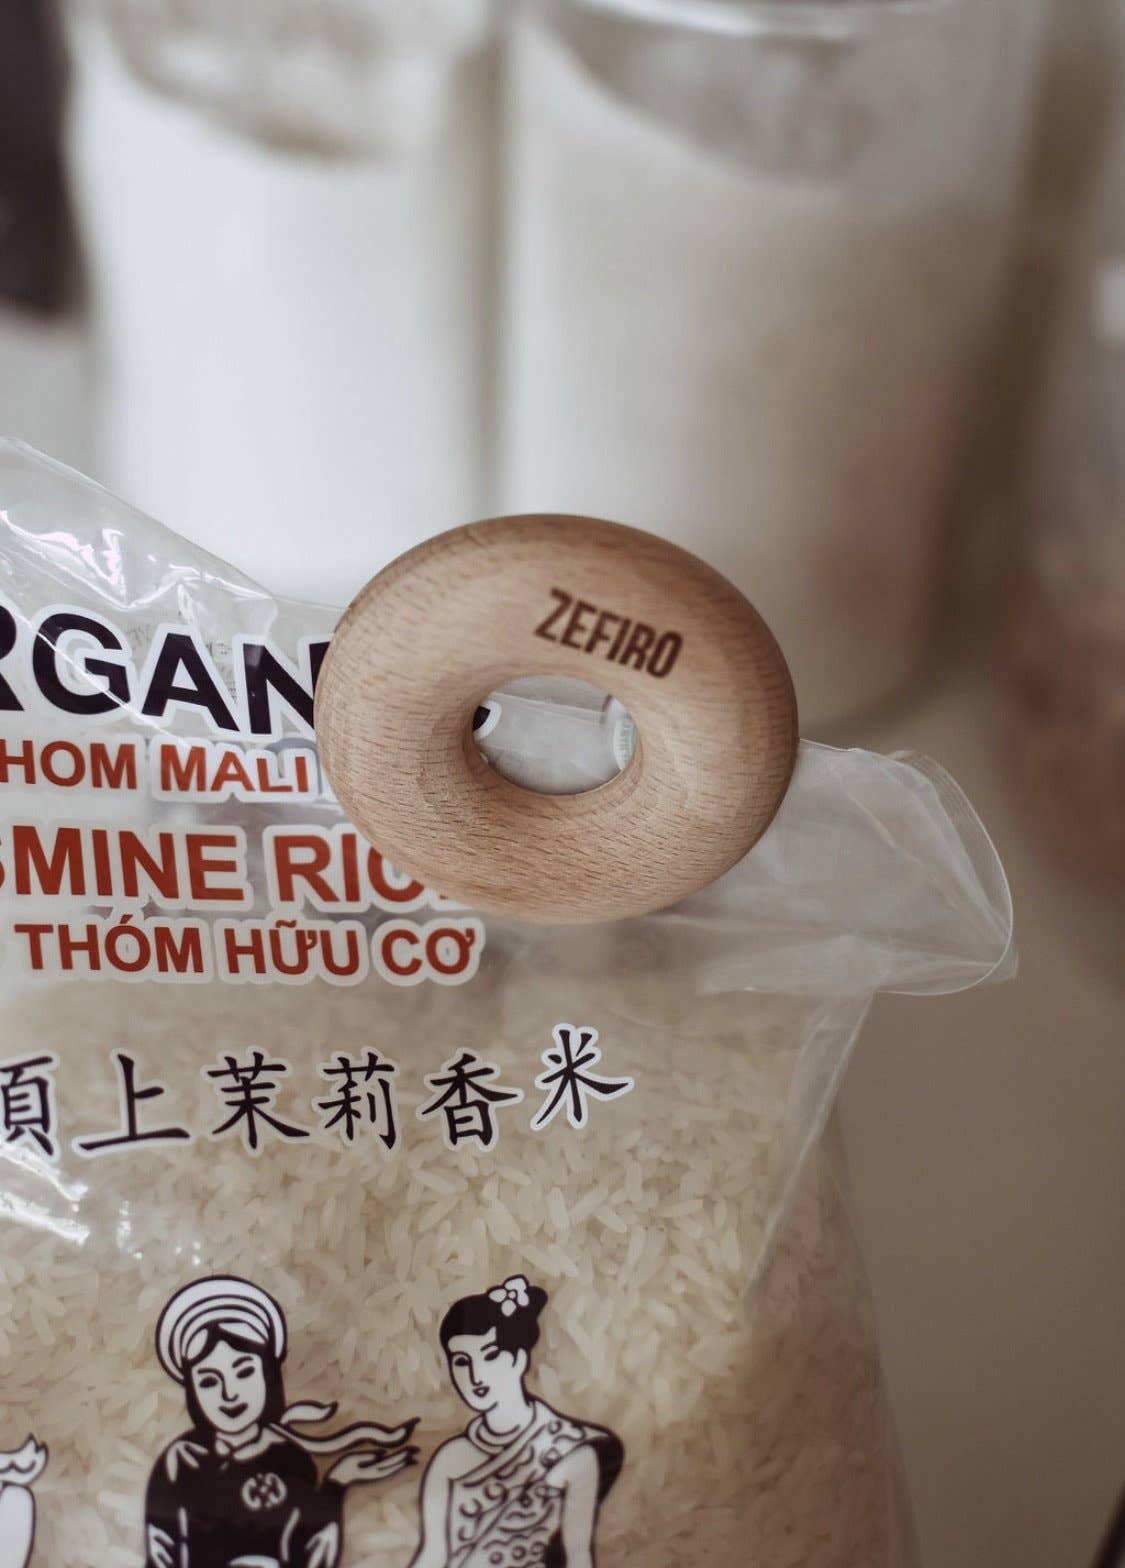 ZEFIRO
RGAN
HOM MALI
SMINE RIC
THÓM HỮU CƠ
頂上茉莉香米